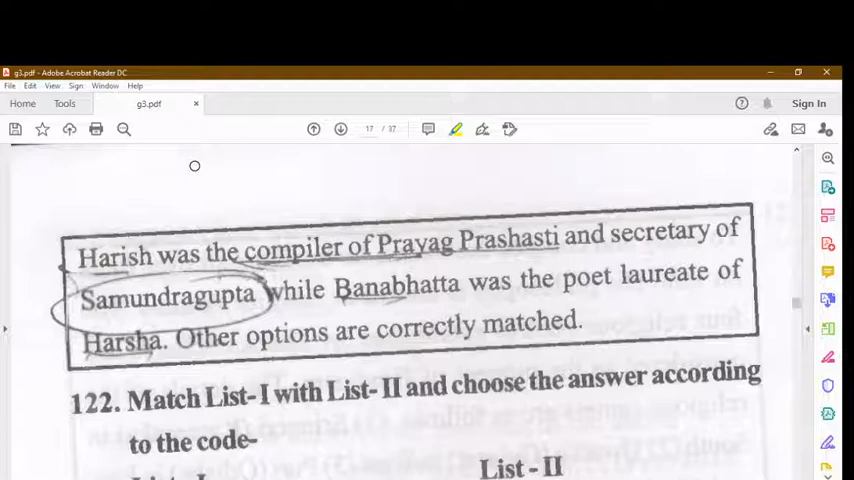 g3.pdf - Adobe Acrobat Reader DC
File Edit View Sign Window Help
Home Tools g3.pdf × Sign In
17 / 37
Harish was the compiler of Prayag Prashasti and secretary of
Samundragupta while Banabhatta was the poet laureate of
Harsha. Other options are correctly matched.
122. Match List-I with List-II and choose the answer according
to the code-
List - II